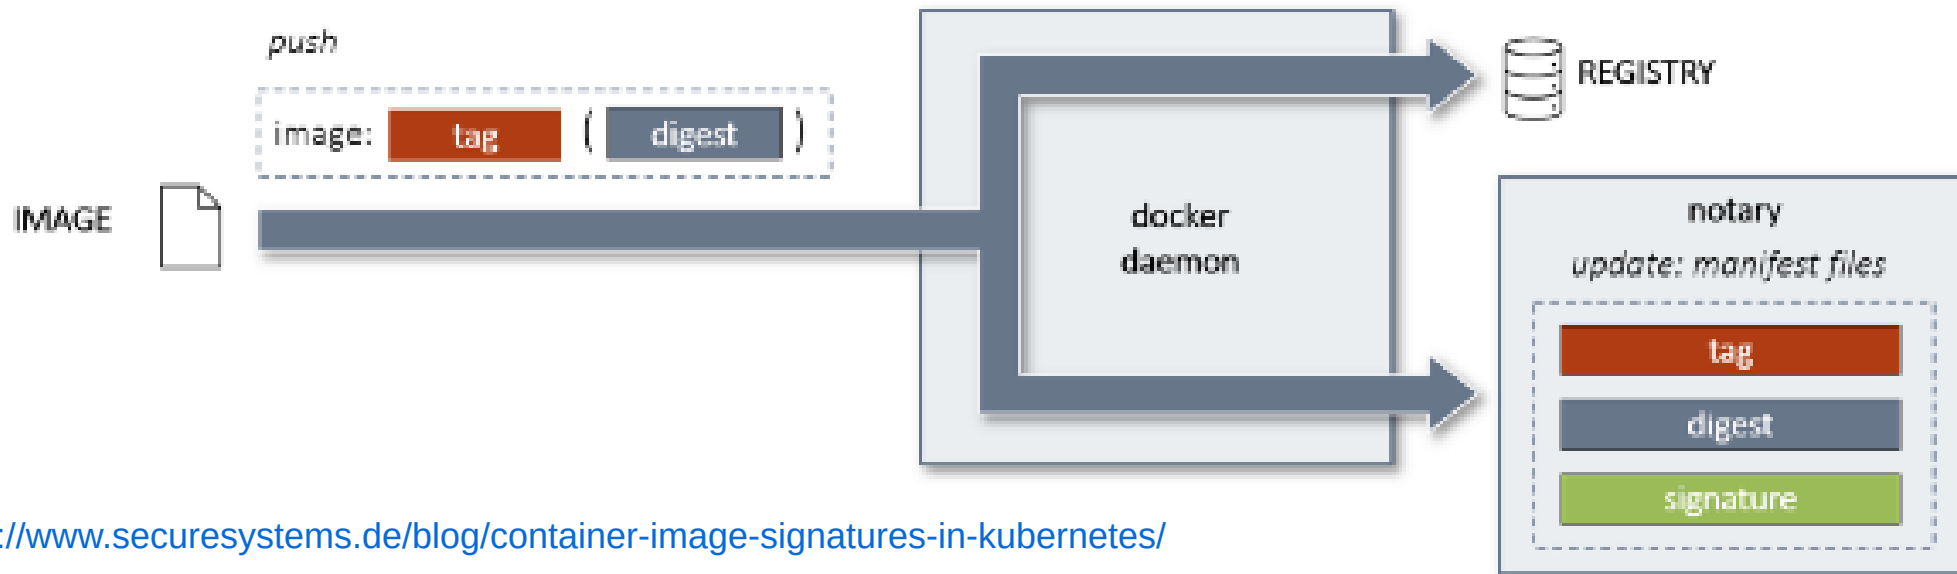 push
image: tag ( digest )
IMAGE
docker
daemon
REGISTRY
notary
update: manifest files
tag
digest
signature
://www.securesystems.de/blog/container-image-signatures-in-kubernetes/